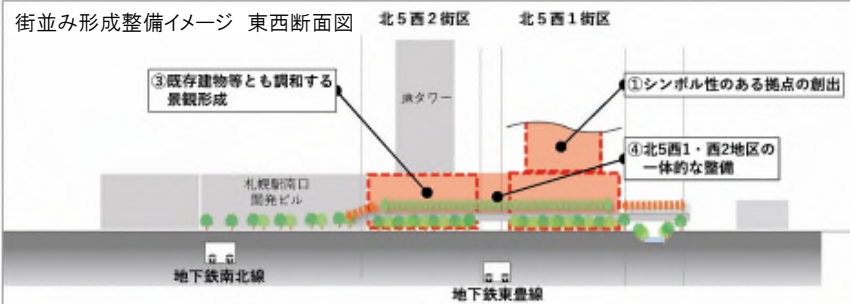 街並み形成整備イメージ 東西断面図
北5西2街区
北5西1街区
③既存建物等とも調和する
景観形成
JRタワー
①シンボル性のある拠点の創出
④北5西1・西2地区の
一体的な整備
札幌駅南口
開発ビル
地下鉄南北線
地下鉄東豊線